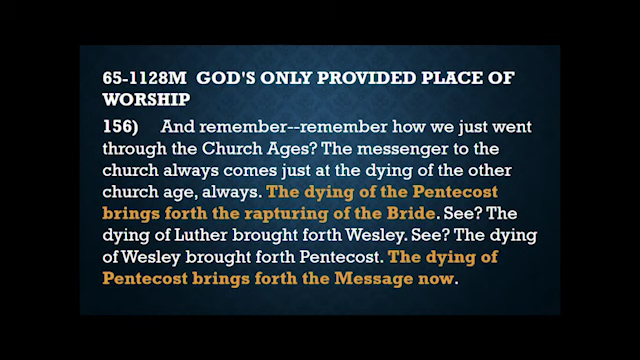 65-1128M  GOD'S ONLY PROVIDED PLACE OF
WORSHIP
156)    And remember--remember how we just went
through the Church Ages? The messenger to the
church always comes just at the dying of the other
church age, always. The dying of the Pentecost
brings forth the rapturing of the Bride. See? The
dying of Luther brought forth Wesley. See? The dying
of Wesley brought forth Pentecost. The dying of
Pentecost brings forth the Message now.